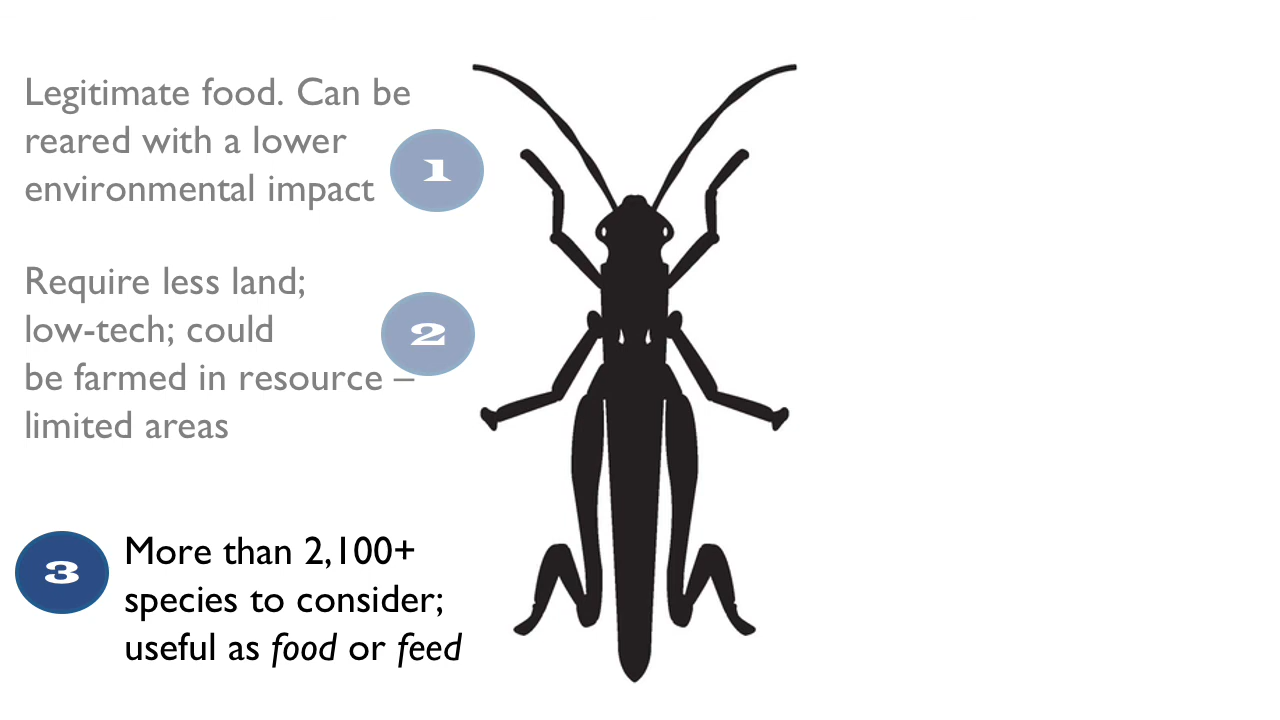 Legitimate food. Can be
reared with a lower
environmental impact
1
Require less land;
low-tech; could
be farmed in resource –
limited areas
2
3
More than 2,100+
species to consider;
useful as food or feed